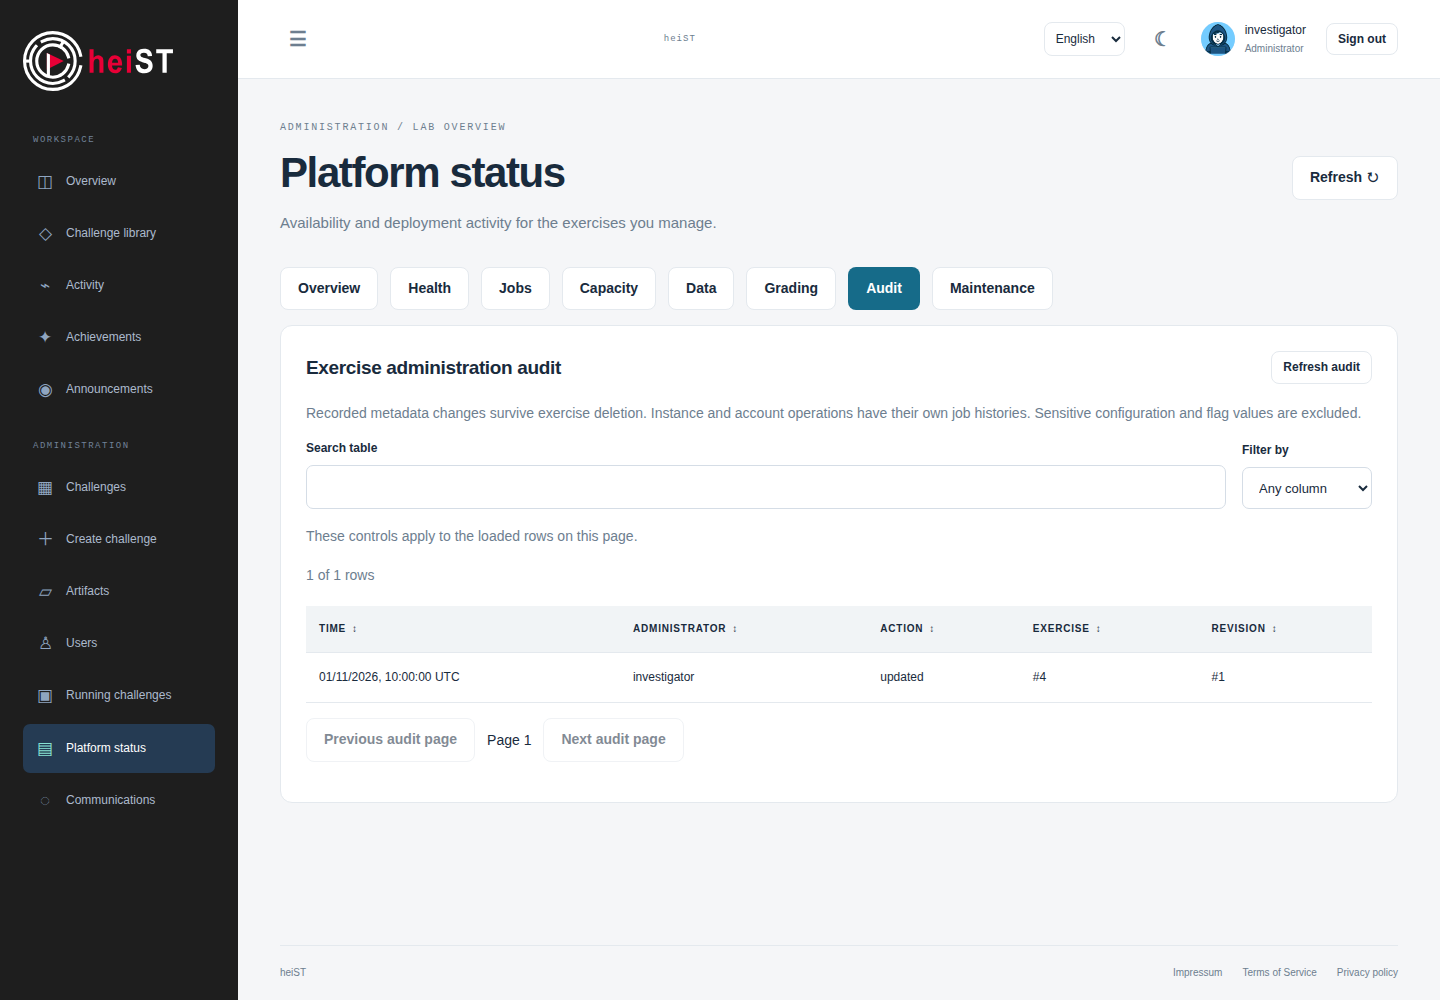 heiST
WORKSPACE
Overview
Challenge library
Activity
Achievements
Announcements
ADMINISTRATION
Challenges
Create challenge
Artifacts
Users
Running challenges
Platform status
Communications
heiST
English
investigator
Administrator
Sign out
ADMINISTRATION / LAB OVERVIEW
Platform status
Refresh ↻
Availability and deployment activity for the exercises you manage.
Overview Health Jobs Capacity Data Grading Audit Maintenance
Exercise administration audit
Refresh audit
Recorded metadata changes survive exercise deletion. Instance and account operations have their own job histories. Sensitive configuration and flag values are excluded.
Search table
Filter by
Any column
These controls apply to the loaded rows on this page.
1 of 1 rows
TIME ↕ ADMINISTRATOR ↕ ACTION ↕ EXERCISE ↕ REVISION ↕
01/11/2026, 10:00:00 UTC investigator updated #4 #1
Previous audit page Page 1 Next audit page
heiST
Impressum Terms of Service Privacy policy